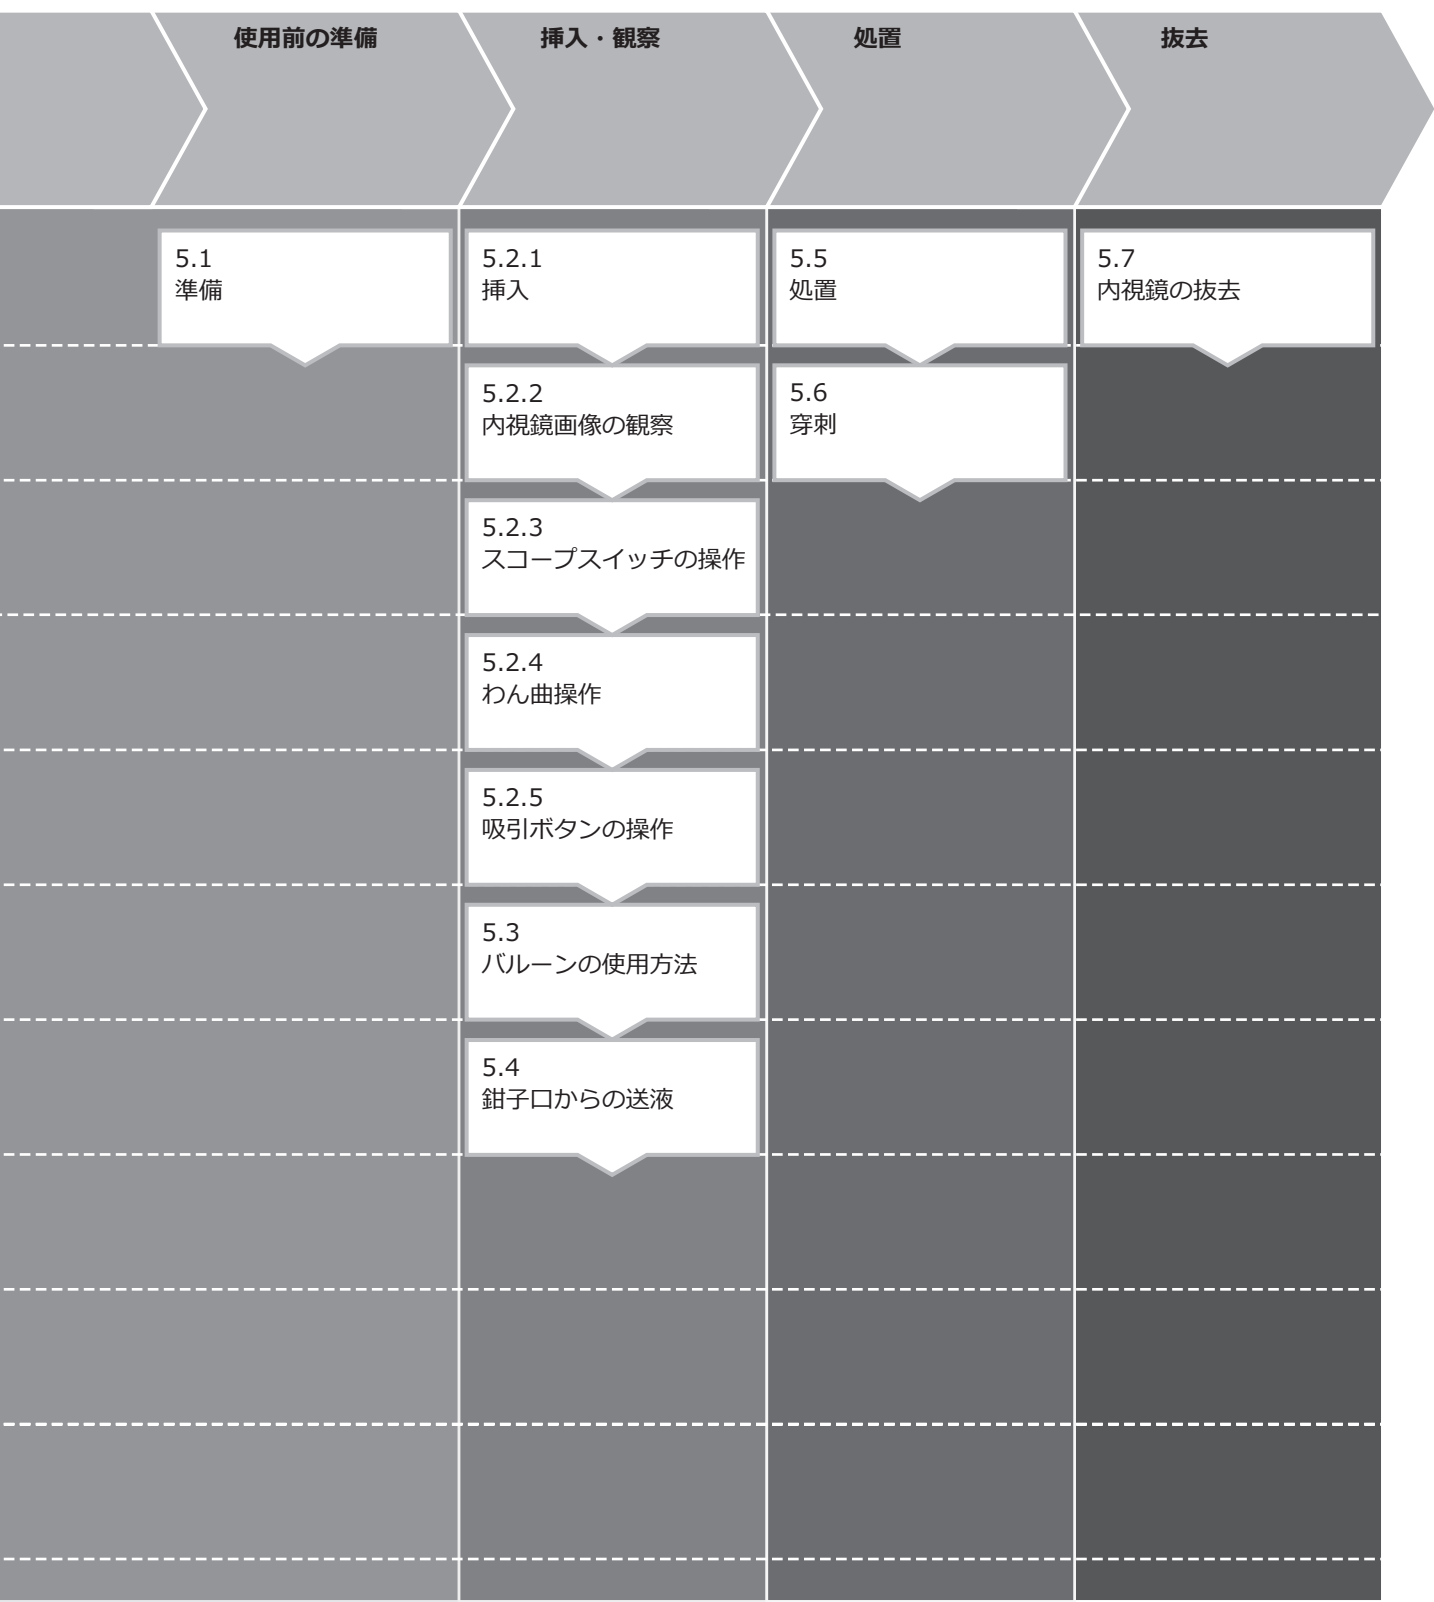 使用前の準備
挿入・観察
処置
抜去
5.1
準備
5.2.1
挿入
5.2.2
内視鏡画像の観察
5.2.3
スコープスイッチの操作
5.2.4
わん曲操作
5.2.5
吸引ボタンの操作
5.3
バルーンの使用方法
5.4
鉗子口からの送液
5.5
処置
5.6
穿刺
5.7
内視鏡の抜去